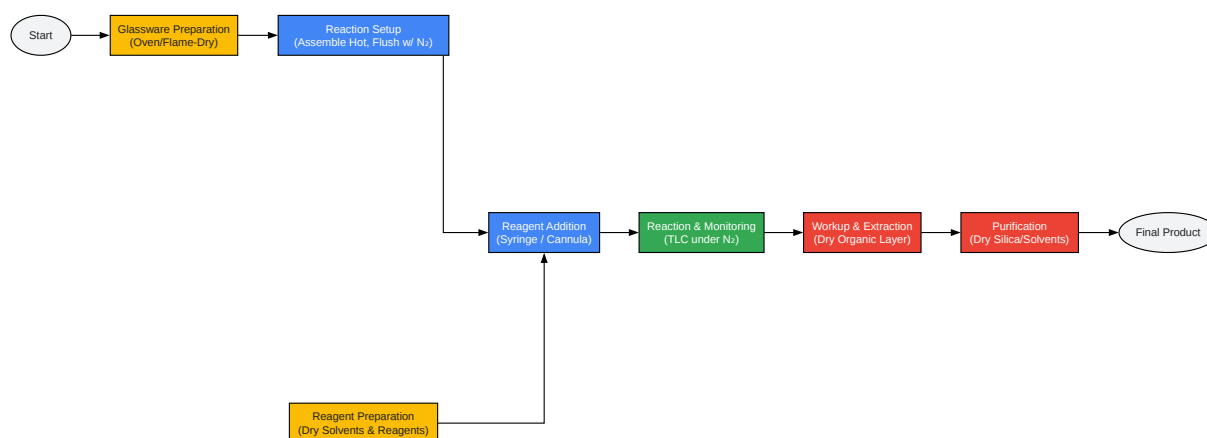 Start
Glassware Preparation
(Oven/Flame-Dry)
Reaction Setup
(Assemble Hot, Flush w/ N₂)
Reagent Addition
(Syringe / Cannula)
Reaction & Monitoring
(TLC under N₂)
Workup & Extraction
(Dry Organic Layer)
Purification
(Dry Silica/Solvents)
Final Product
Reagent Preparation
(Dry Solvents & Reagents)